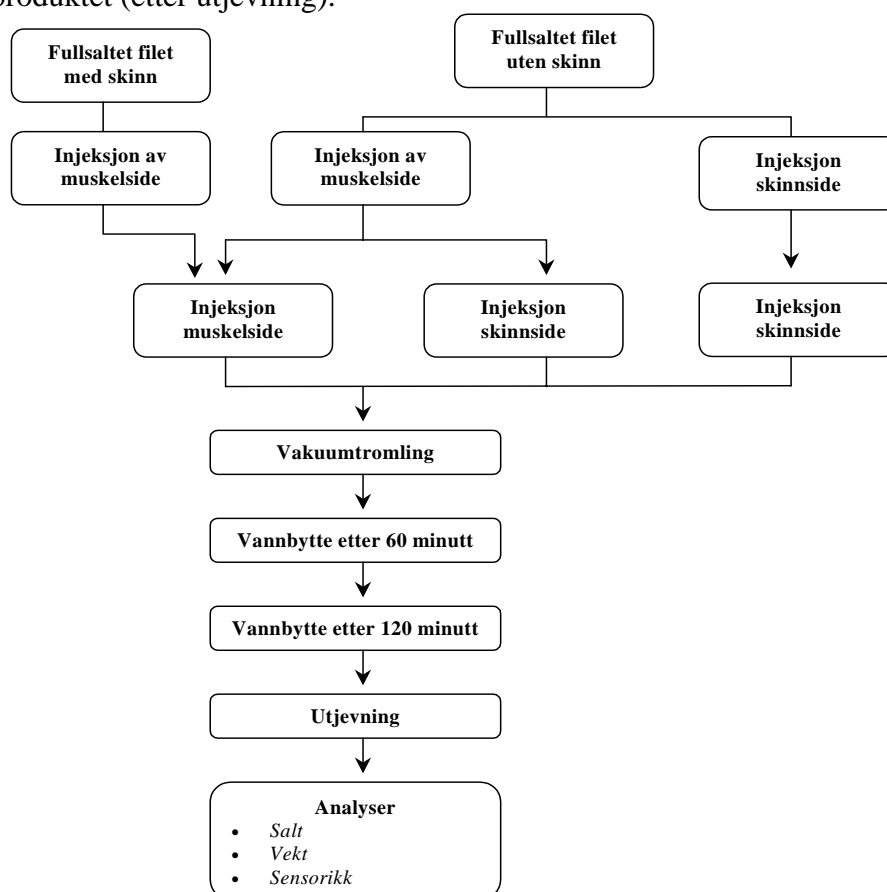 produktet (etter utjevning).
Fullsaltet filet
med skinn
Fullsaltet filet
uten skinn
Injeksjon av
muskelside
Injeksjon av
muskelside
Injeksjon
skinnside
Injeksjon
muskelside
Injeksjon
skinnside
Injeksjon
skinnside
Vakuumtromling
Vannbytte etter 60 minutt
Vannbytte etter 120 minutt
Utjevning
Analyser
• Salt
• Vekt
• Sensorikk